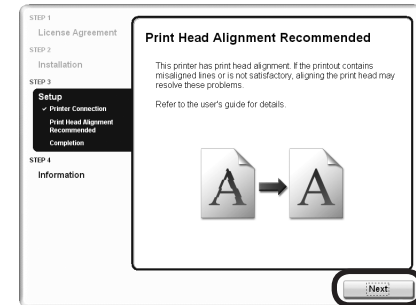 STEP 1
License Agreement
STEP 2
Installation
STEP 3
Setup
Printer Connection
Print Head Alignment
Recommended
Completion
STEP 4
Information
Print Head Alignment Recommended
This printer has print head alignment. If the printout contains
misaligned lines or is not satisfactory, aligning the print head may
resolve these problems.
Refer to the user's guide for details.
A
A
Next